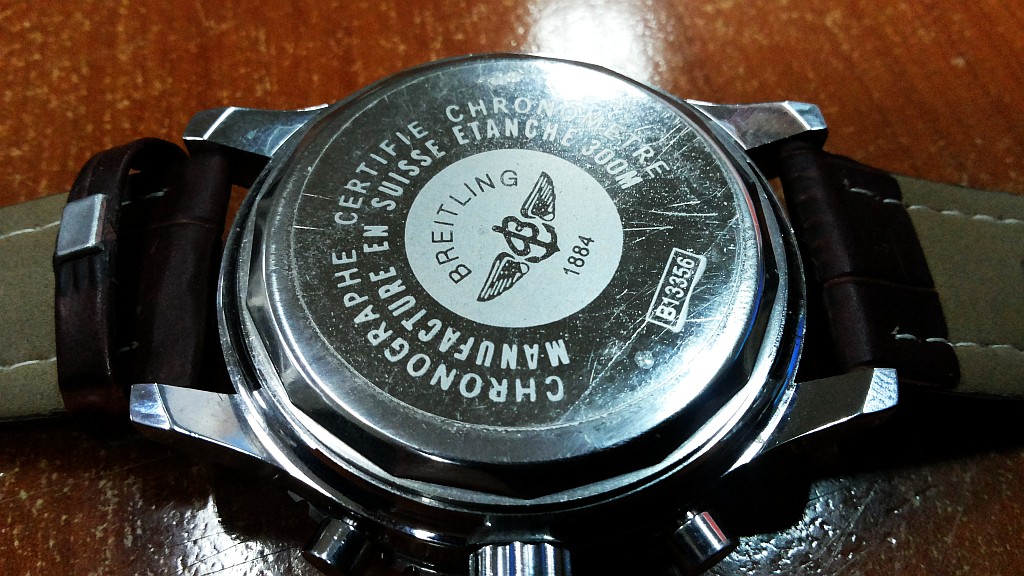 CHRONOGRAPHE CERTIFIE CHRONOMETRE
MANUFACTURE EN SUISSE ETANCHE 300M
BREITLING
B
1884
B13356